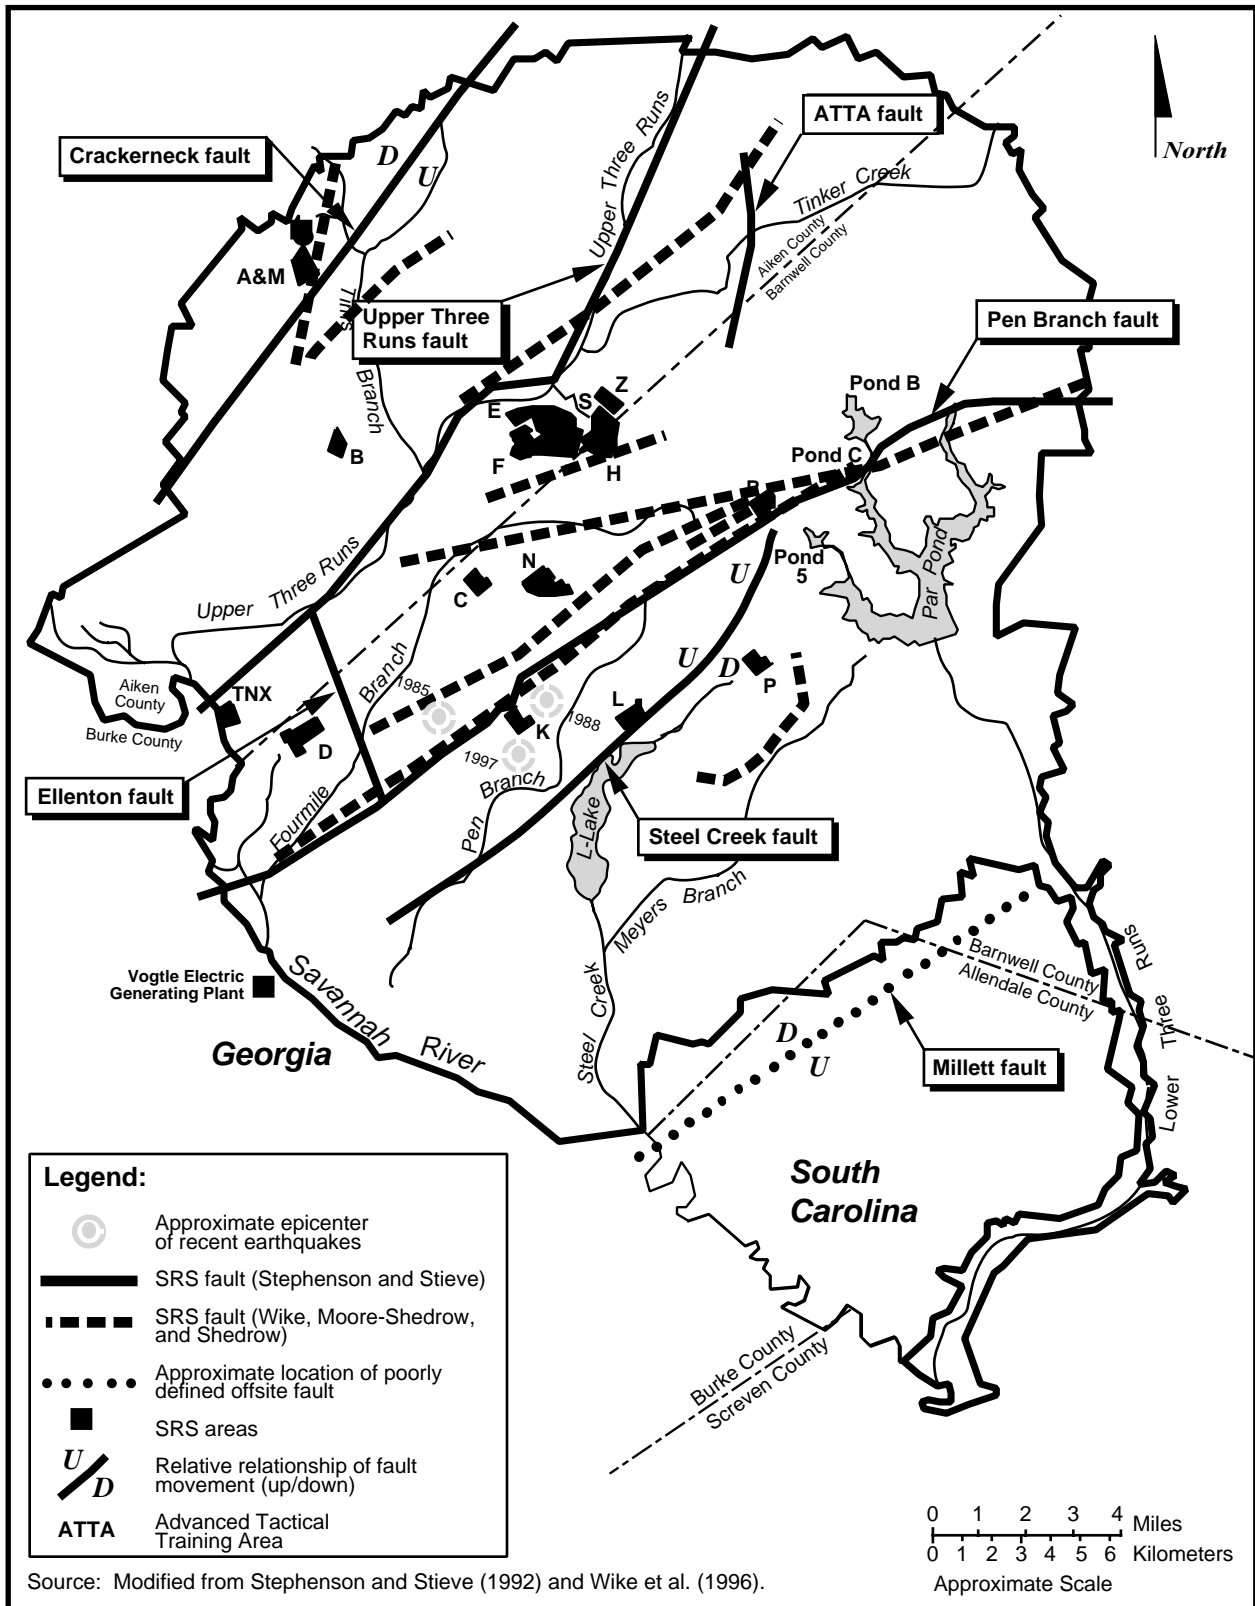 North
ATTA fault
Crackerneck fault
D
U
Upper Three Runs
Tinker Creek
Aiken County
Barnwell County
A&M
Tims
Branch
Upper Three
Runs fault
Pen Branch fault
Pond B
Z
S
E
B
F
H
Pond C
Pond
5
Par Pond
N
C
U
Upper Three Runs
U
D
P
Aiken
County
Burke County
TNX
D
Branch
Fourmile
1985
1988
1997
K
L
Pen
Branch
Ellenton fault
L-Lake
Steel Creek fault
Meyers Branch
Steel Creek
Vogtle Electric
Generating Plant
Savannah River
Georgia
Barnwell County
Allendale County
Lower Three Runs
D
U
Millett fault
South
Carolina
Burke County
Screven County
Legend:
Approximate epicenter
of recent earthquakes
SRS fault (Stephenson and Stieve)
SRS fault (Wike, Moore-Shedrow,
and Shedrow)
Approximate location of poorly
defined offsite fault
SRS areas
U
D
Relative relationship of fault
movement (up/down)
ATTA
Advanced Tactical
Training Area
0 1 2 3 4 Miles
0 1 2 3 4 5 6 Kilometers
Approximate Scale
Source: Modified from Stephenson and Stieve (1992) and Wike et al. (1996).